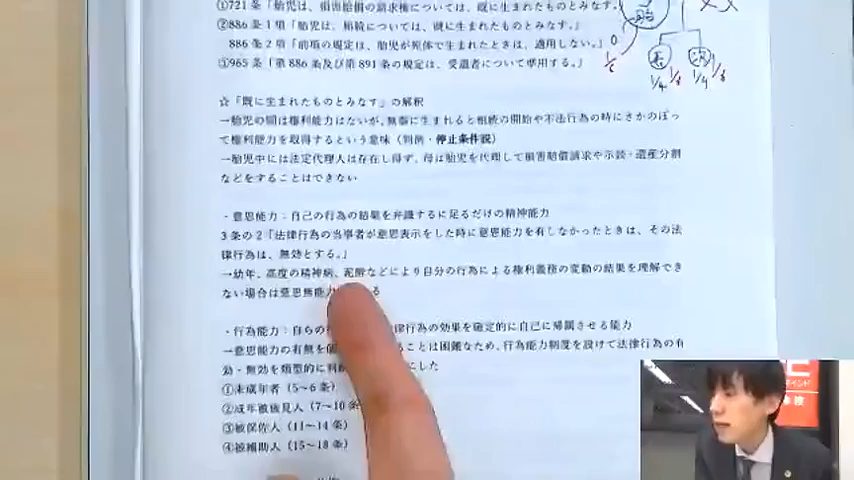 ①721条「胎児は、損害賠償の請求権については、既に生まれたものとみなす。
②886条1項「胎児は、相続については、既に生まれたものとみなす。」
886条2項「前項の規定は、胎児が死体で生まれたときは、適用しない。」
③965条「第886条及び第891条の規定は、受遺者について準用する。」
胎
0
1/2
長
次
1/4 1/6 1/4 1/6
☆「既に生まれたものとみなす」の解釈
→胎児の間は権利能力はないが、無事に生まれると相続の開始や不法行為の時にさかのぼっ
て権利能力を取得するという意味（判例・停止条件説）
→胎児中には法定代理人は存在し得ず、母は胎児を代理して損害賠償請求や示談・遺産分割
などをすることはできない
・意思能力：自己の行為の結果を弁識するに足るだけの精神能力
3条の2「法律行為の当事者が意思表示をした時に意思能力を有しなかったときは、その法
律行為は、無効とする。」
→幼年、高度の精神病、泥酔などにより自分の行為による権利義務の変動の結果を理解でき
ない場合は意思無能力 る
・行為能力：自らの 律行為の効果を確定的に自己に帰属させる能力
→意思能力の有無を個 ることは困難なため、行為能力制度を設けて法律行為の有
効・無効を類型的に判 にした
①未成年者（5～6条）
②成年被後見人（7～10条
③被保佐人（11～14条）
④被補助人（15～18条）
マインド
本校